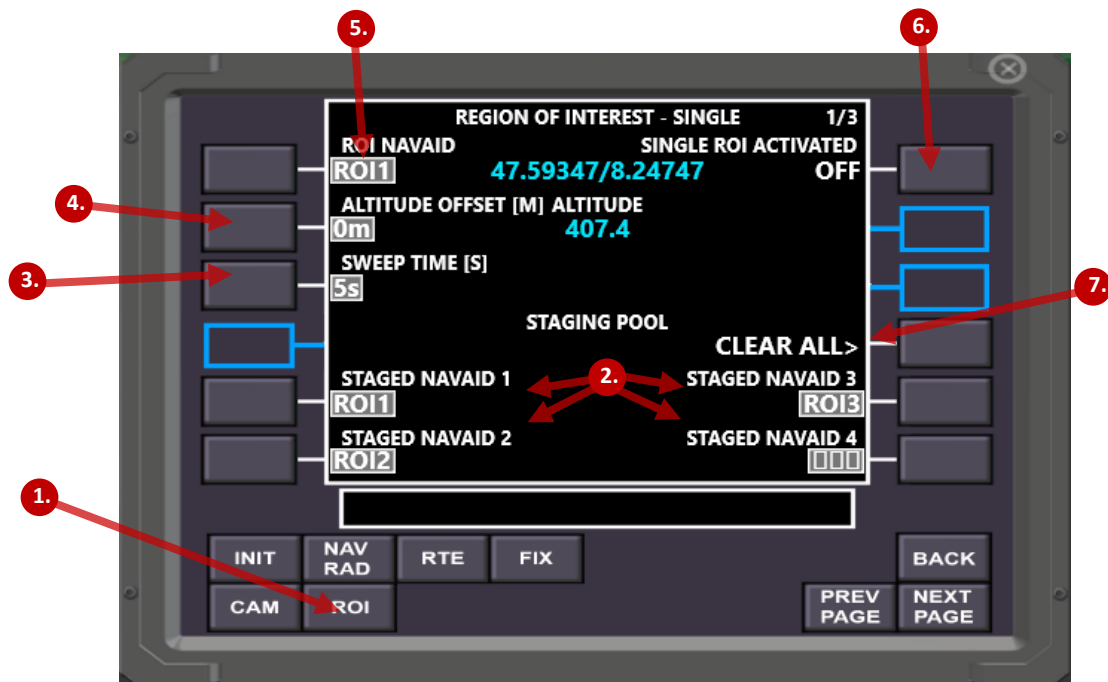 5.
6.
REGION OF INTEREST - SINGLE 1/3
ROI NAVAID SINGLE ROI ACTIVATED
ROI1 47.59347/8.24747 OFF
4.
ALTITUDE OFFSET [M] ALTITUDE
0m 407.4
3.
SWEEP TIME [S]
5s
7.
STAGING POOL
CLEAR ALL>
2.
STAGED NAVAID 1 STAGED NAVAID 3
ROI1 ROI3
STAGED NAVAID 2 STAGED NAVAID 4
ROI2 ▯▯▯
1.
INIT NAV RAD RTE FIX BACK
CAM ROI PREV PAGE NEXT PAGE